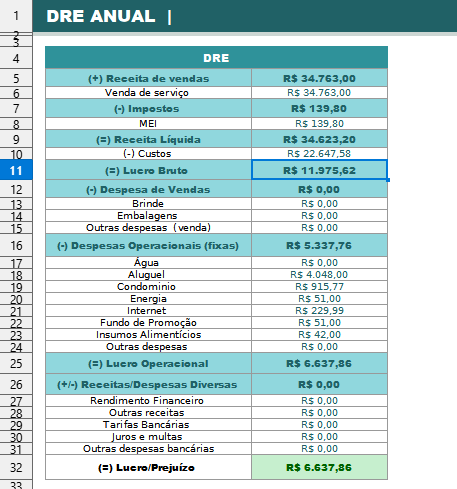 1 DRE ANUAL |
2
3
4 DRE
5 (+) Receita de vendas R$ 34.763,00
6 Venda de serviço R$ 34.763,00
7 (-) Impostos R$ 139,80
8 MEI R$ 139,80
9 (=) Receita Líquida R$ 34.623,20
10 (-) Custos R$ 22.647,58
11 (=) Lucro Bruto R$ 11.975,62
12 (-) Despesa de Vendas R$ 0,00
13 Brinde R$ 0,00
14 Embalagens R$ 0,00
15 Outras despesas (venda) R$ 0,00
16 (-) Despesas Operacionais (fixas) R$ 5.337,76
17 Água R$ 0,00
18 Aluguel R$ 4.048,00
19 Condominio R$ 915,77
20 Energia R$ 51,00
21 Internet R$ 229,99
22 Fundo de Promoção R$ 51,00
23 Insumos Alimentícios R$ 42,00
24 Outras despesas R$ 0,00
25 (=) Lucro Operacional R$ 6.637,86
26 (+/-) Receitas/Despesas Diversas R$ 0,00
27 Rendimento Financeiro R$ 0,00
28 Outras receitas R$ 0,00
29 Tarifas Bancárias R$ 0,00
30 Juros e multas R$ 0,00
31 Outras despesas bancárias R$ 0,00
32 (=) Lucro/Prejuízo R$ 6.637,86
33